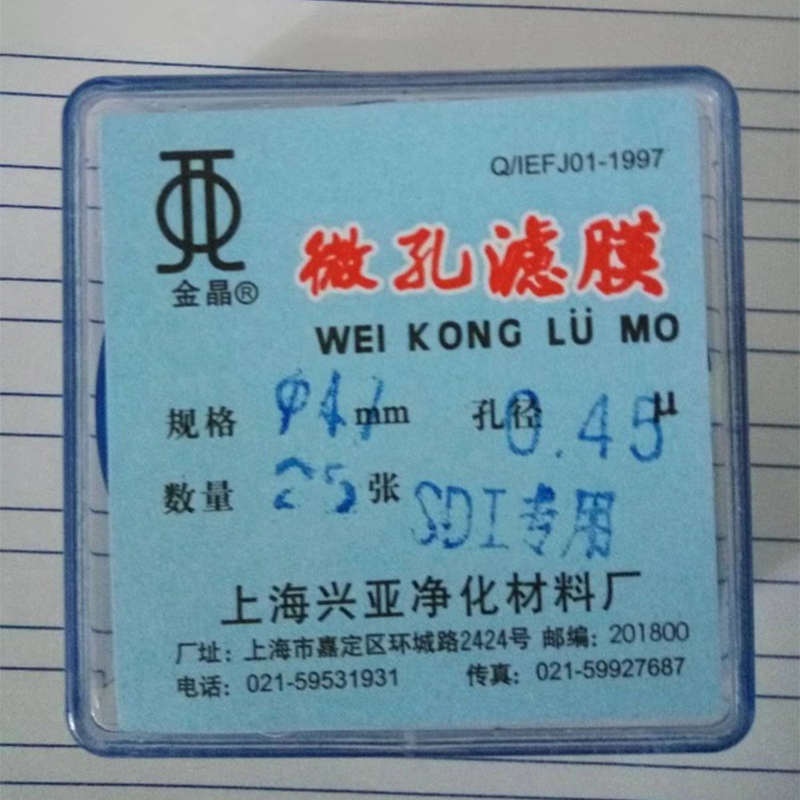 Q/IEFJ01-1997
金晶®
微孔滤膜
WEI KONG LÜ MO
规格 φ47mm 孔径 0.45μ
数量 25张 SDI专用
上海兴亚净化材料厂
厂址：上海市嘉定区环城路2424号 邮编：201800
电话：021-59531931 传真：021-59927687